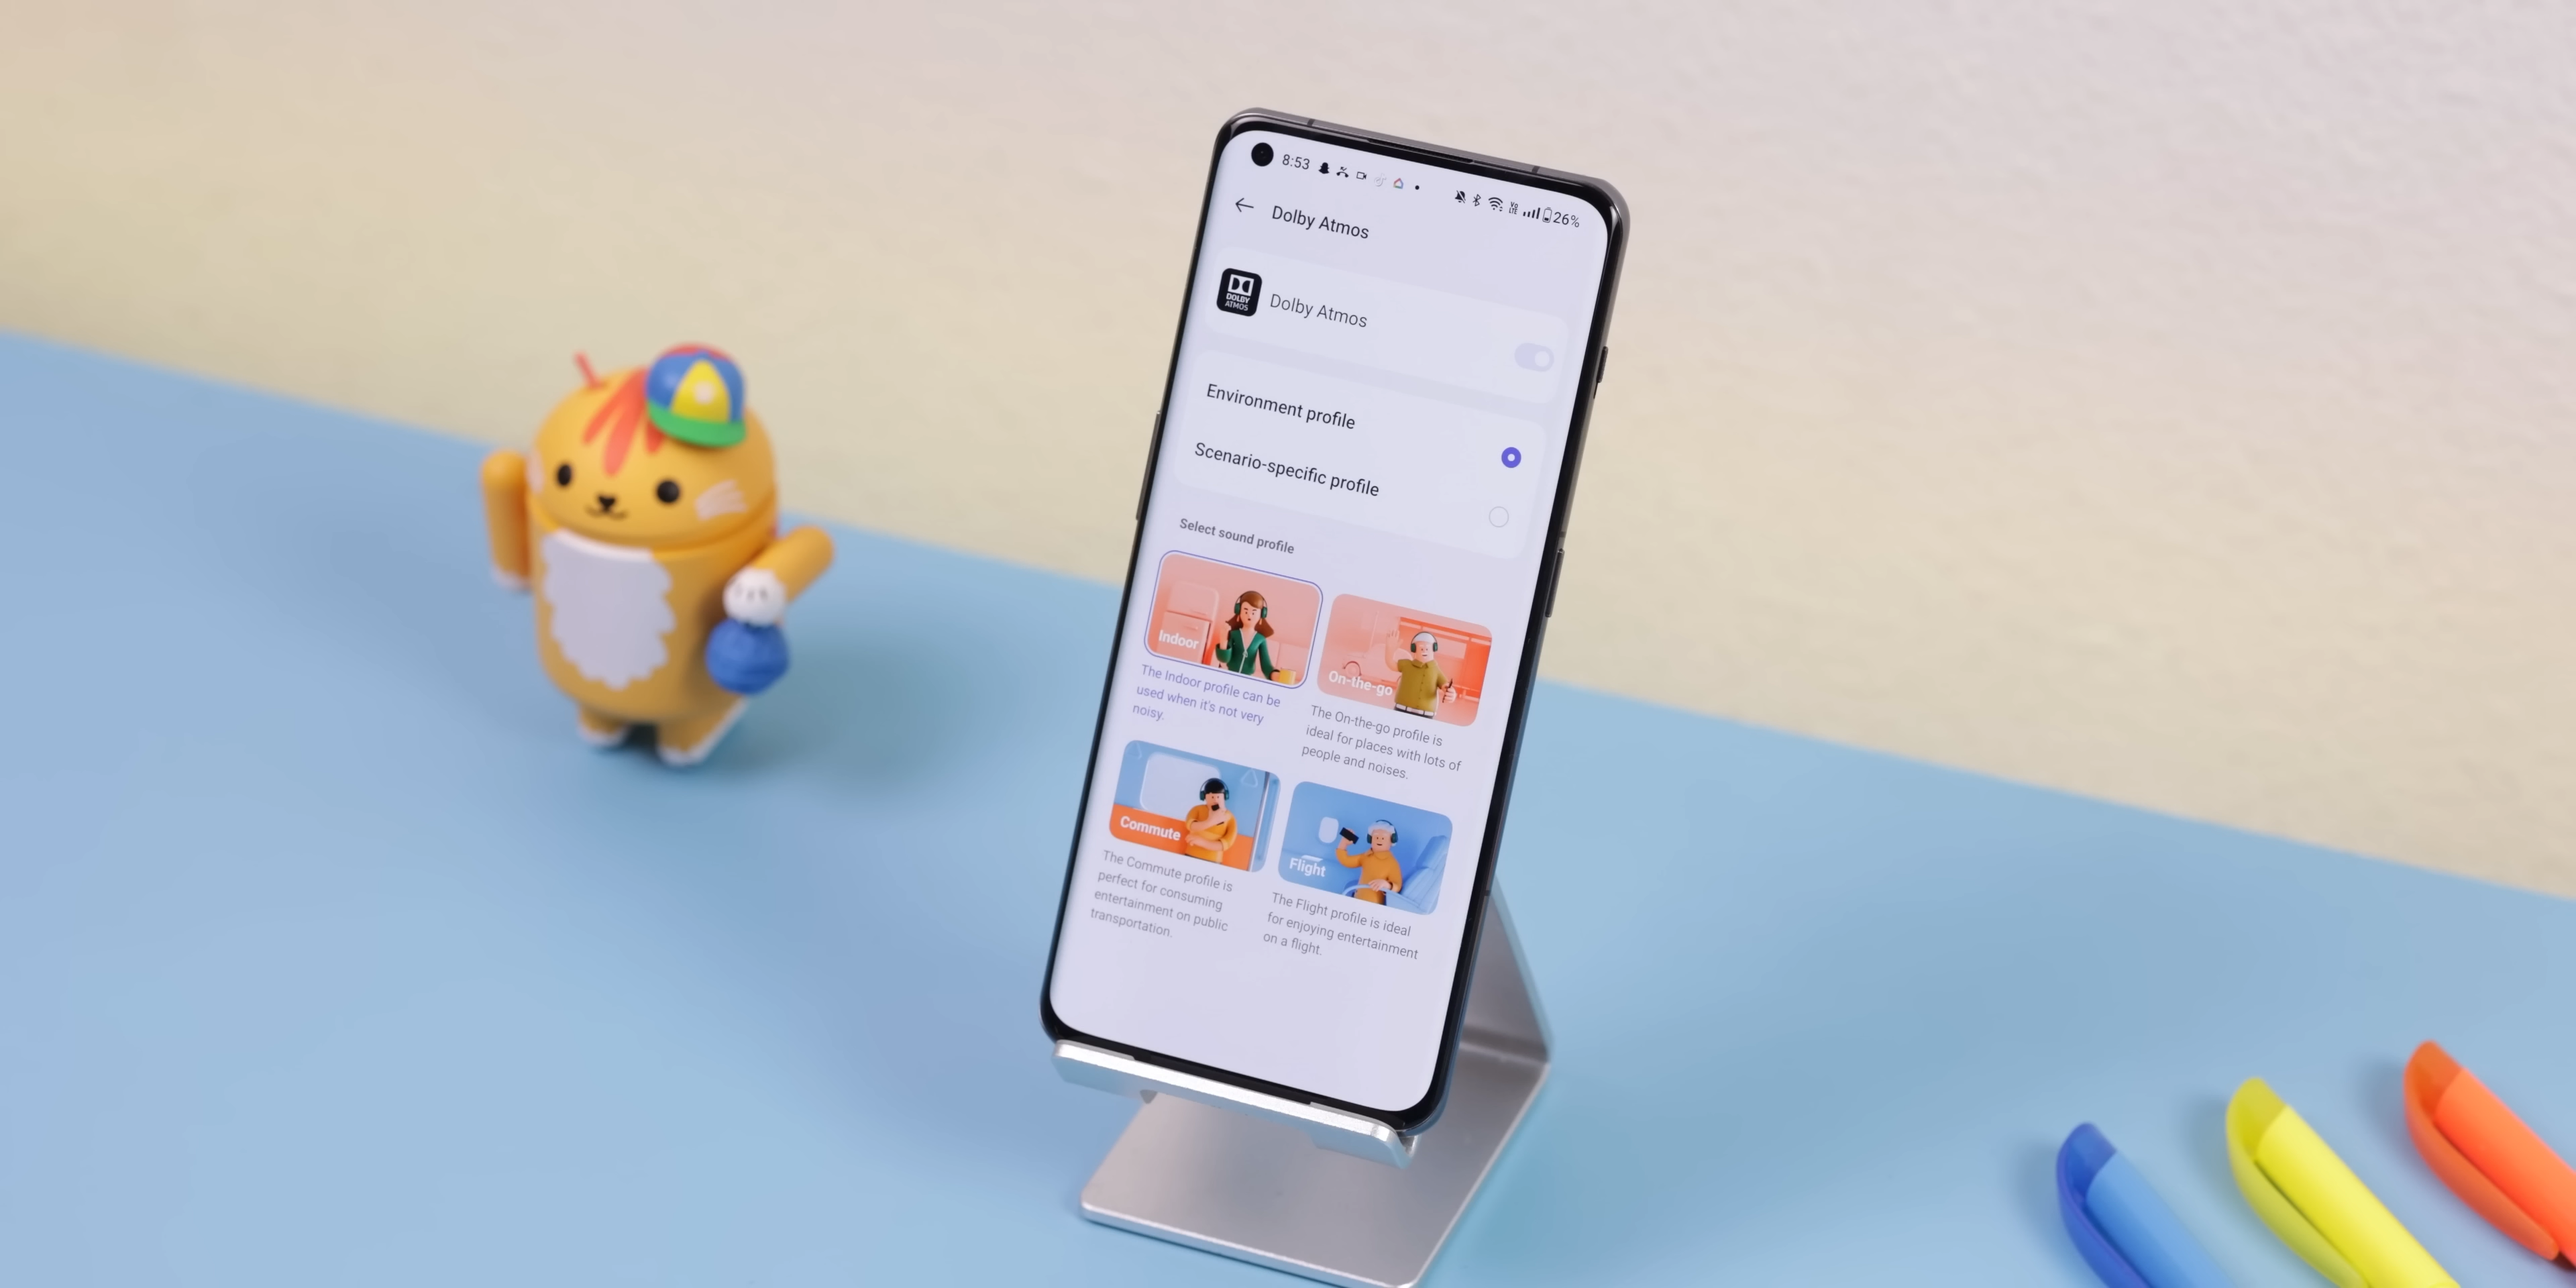 8:53
Vo LTE
26%
Dolby Atmos
DOLBY
ATMOS
Dolby Atmos
Environment profile
Scenario-specific profile
Select sound profile
Indoor
The Indoor profile can be
used when it's not very
noisy.
On-the-go
The On-the-go profile is
ideal for places with lots of
people and noises.
Commute
The Commute profile is
perfect for consuming
entertainment on public
transportation.
Flight
The Flight profile is ideal
for enjoying entertainment
on a flight.